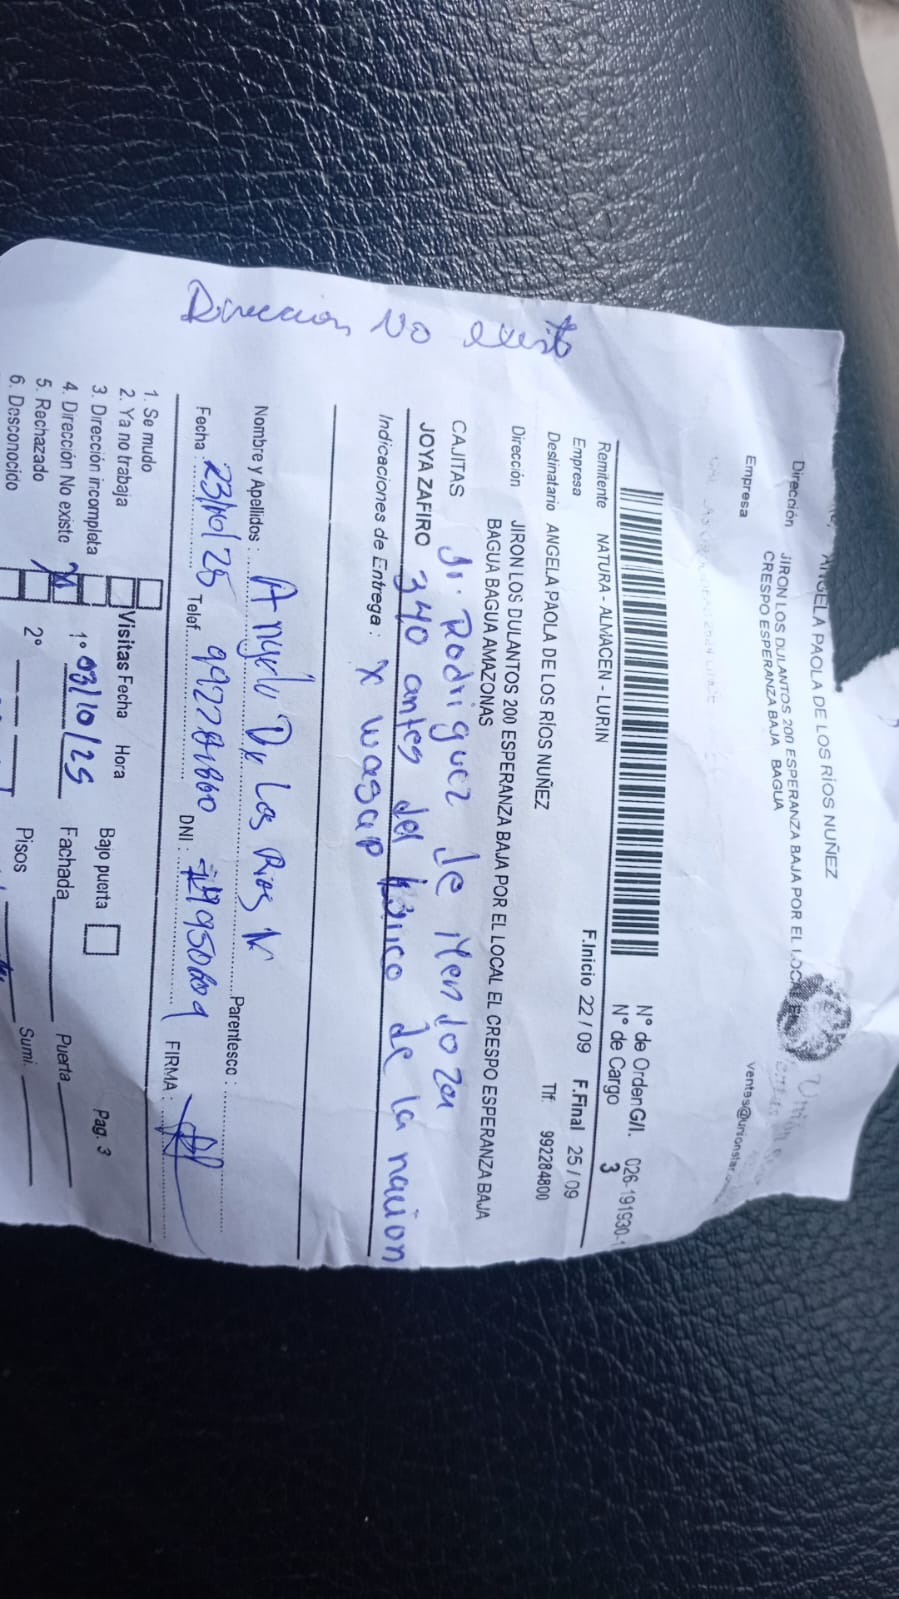 ANGELA PAOLA DE LOS RÍOS NUÑEZ
Dirección JIRON LOS DULANTOS 200 ESPERANZA BAJA POR EL LOCAL E
CRESPO ESPERANZA BAJA BAGUA
Empresa
ventas@unionstar
N° de OrdenG/I. 026-191930-
N° de Cargo 3
Remitente NATURA - ALMACEN - LURIN F.Inicio 22 / 09 F.Final 25 / 09
Empresa
Destinatario ANGELA PAOLA DE LOS RÍOS NUÑEZ Tlf. 992284800
Dirección JIRON LOS DULANTOS 200 ESPERANZA BAJA POR EL LOCAL EL CRESPO ESPERANZA BAJA
BAGUA BAGUA AMAZONAS
CAJITAS Jr. Rodriguez de Mendoza
JOYA ZAFIRO 340 antes del banco de la nacion
Indicaciones de Entrega : x wasap
Nombre y Apellidos : Angela De Los Rios N Parentesco :
Fecha : 23/10/25 Telef. DNI : FIRMA :
Direccion No existe
1. Se mudo
2. Ya no trabaja
3. Dirección incompleta
4. Dirección No existe X
5. Rechazado
6. Desconocido
Visitas Fecha Hora
1° 03/10/25
2°
Bajo puerta
Fachada Puerta
Pisos Sumi.
Pag. 3